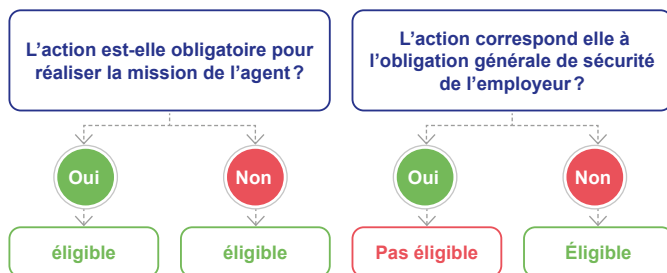 L’action est-elle obligatoire pour
réaliser la mission de l’agent ?
L’action correspond elle à
l’obligation générale de sécurité
de l’employeur ?
Oui
Non
Oui
Non
éligible
éligible
Pas éligible
Éligible